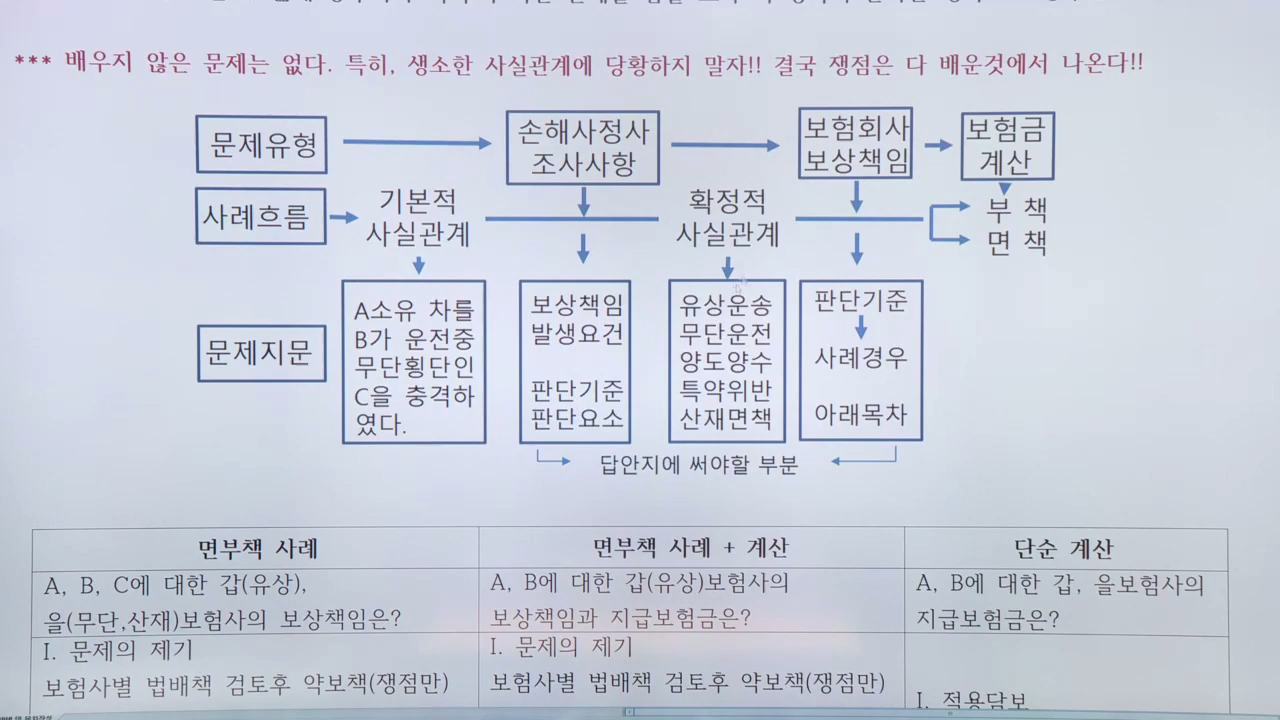 *** 배우지 않은 문제는 없다. 특히, 생소한 사실관계에 당황하지 말자!! 결국 쟁점은 다 배운것에서 나온다!!
문제유형
손해사정사
조사사항
보험회사
보상책임
보험금
계산
사례흐름
기본적
사실관계
확정적
사실관계
부 책
면 책
문제지문
A소유 차를
B가 운전중
무단횡단인
C을 충격하
였다.
보상책임
발생요건
판단기준
판단요소
유상운송
무단운전
양도양수
특약위반
산재면책
판단기준
사례경우
아래목차
답안지에 써야할 부분
면부책 사례
면부책 사례 + 계산
단순 계산
A, B, C에 대한 갑(유상),
을(무단,산재)보험사의 보상책임은?
A, B에 대한 갑(유상)보험사의
보상책임과 지급보험금은?
A, B에 대한 갑, 을보험사의
지급보험금은?
I. 문제의 제기
보험사별 법배책 검토후 약보책(쟁점만)
I. 문제의 제기
보험사별 법배책 검토후 약보책(쟁점만)
I. 적용담보